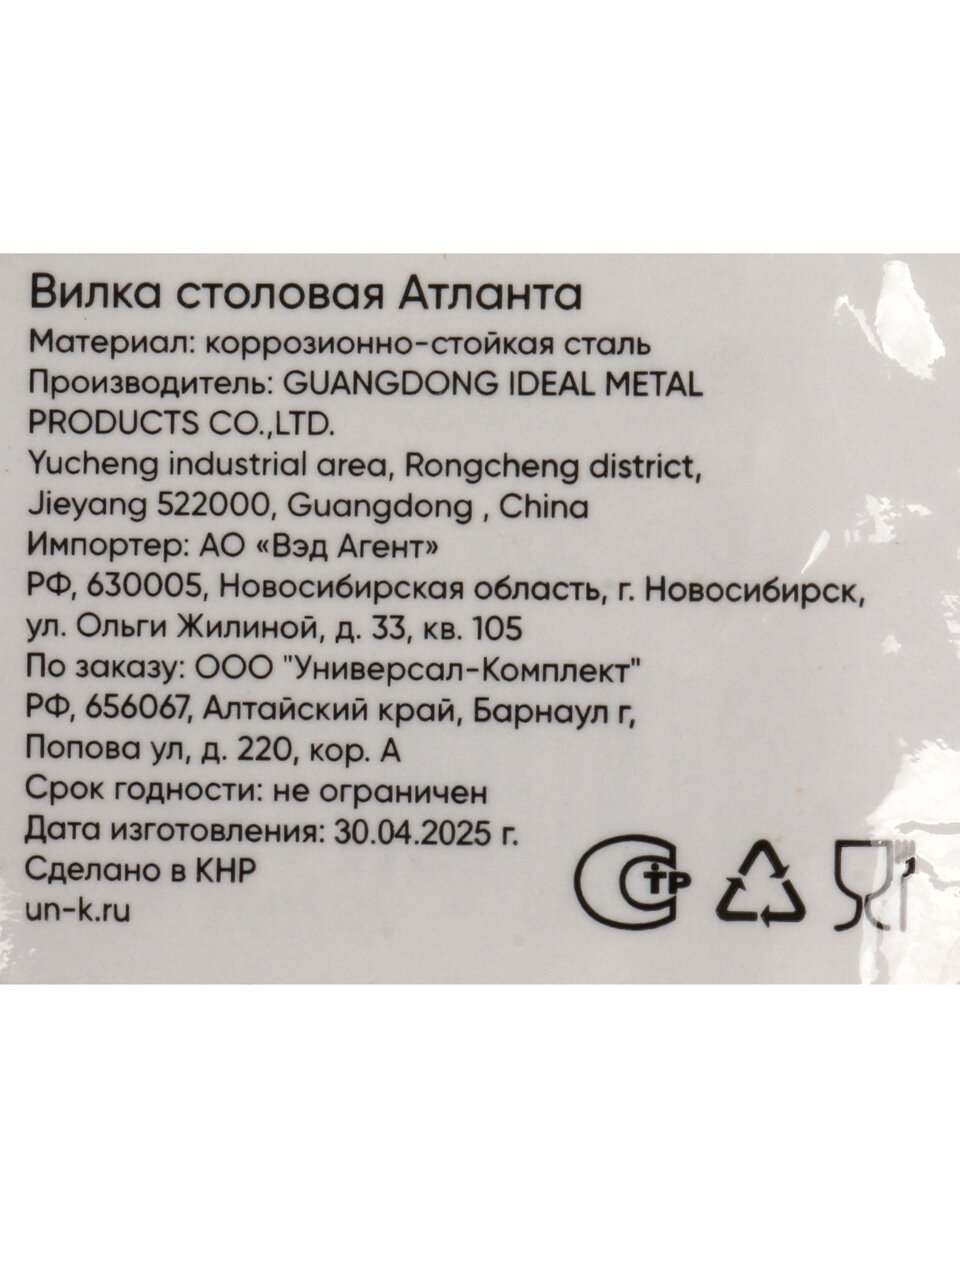 Вилка столовая Атланта
Материал: коррозионно-стойкая сталь
Производитель: GUANGDONG IDEAL METAL
PRODUCTS CO.,LTD.
Yucheng industrial area, Rongcheng district,
Jieyang 522000, Guangdong , China
Импортер: АО «Вэд Агент»
РФ, 630005, Новосибирская область, г. Новосибирск,
ул. Ольги Жилиной, д. 33, кв. 105
По заказу: ООО "Универсал-Комплект"
РФ, 656067, Алтайский край, Барнаул г,
Попова ул, д. 220, кор. А
Срок годности: не ограничен
Дата изготовления: 30.04.2025 г.
Сделано в КНР
un-k.ru